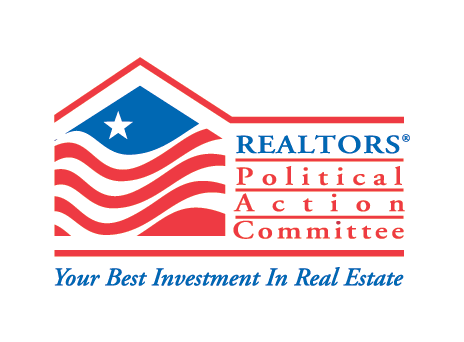 REALTORS®
Political
Action
Committee
Your Best Investment In Real Estate